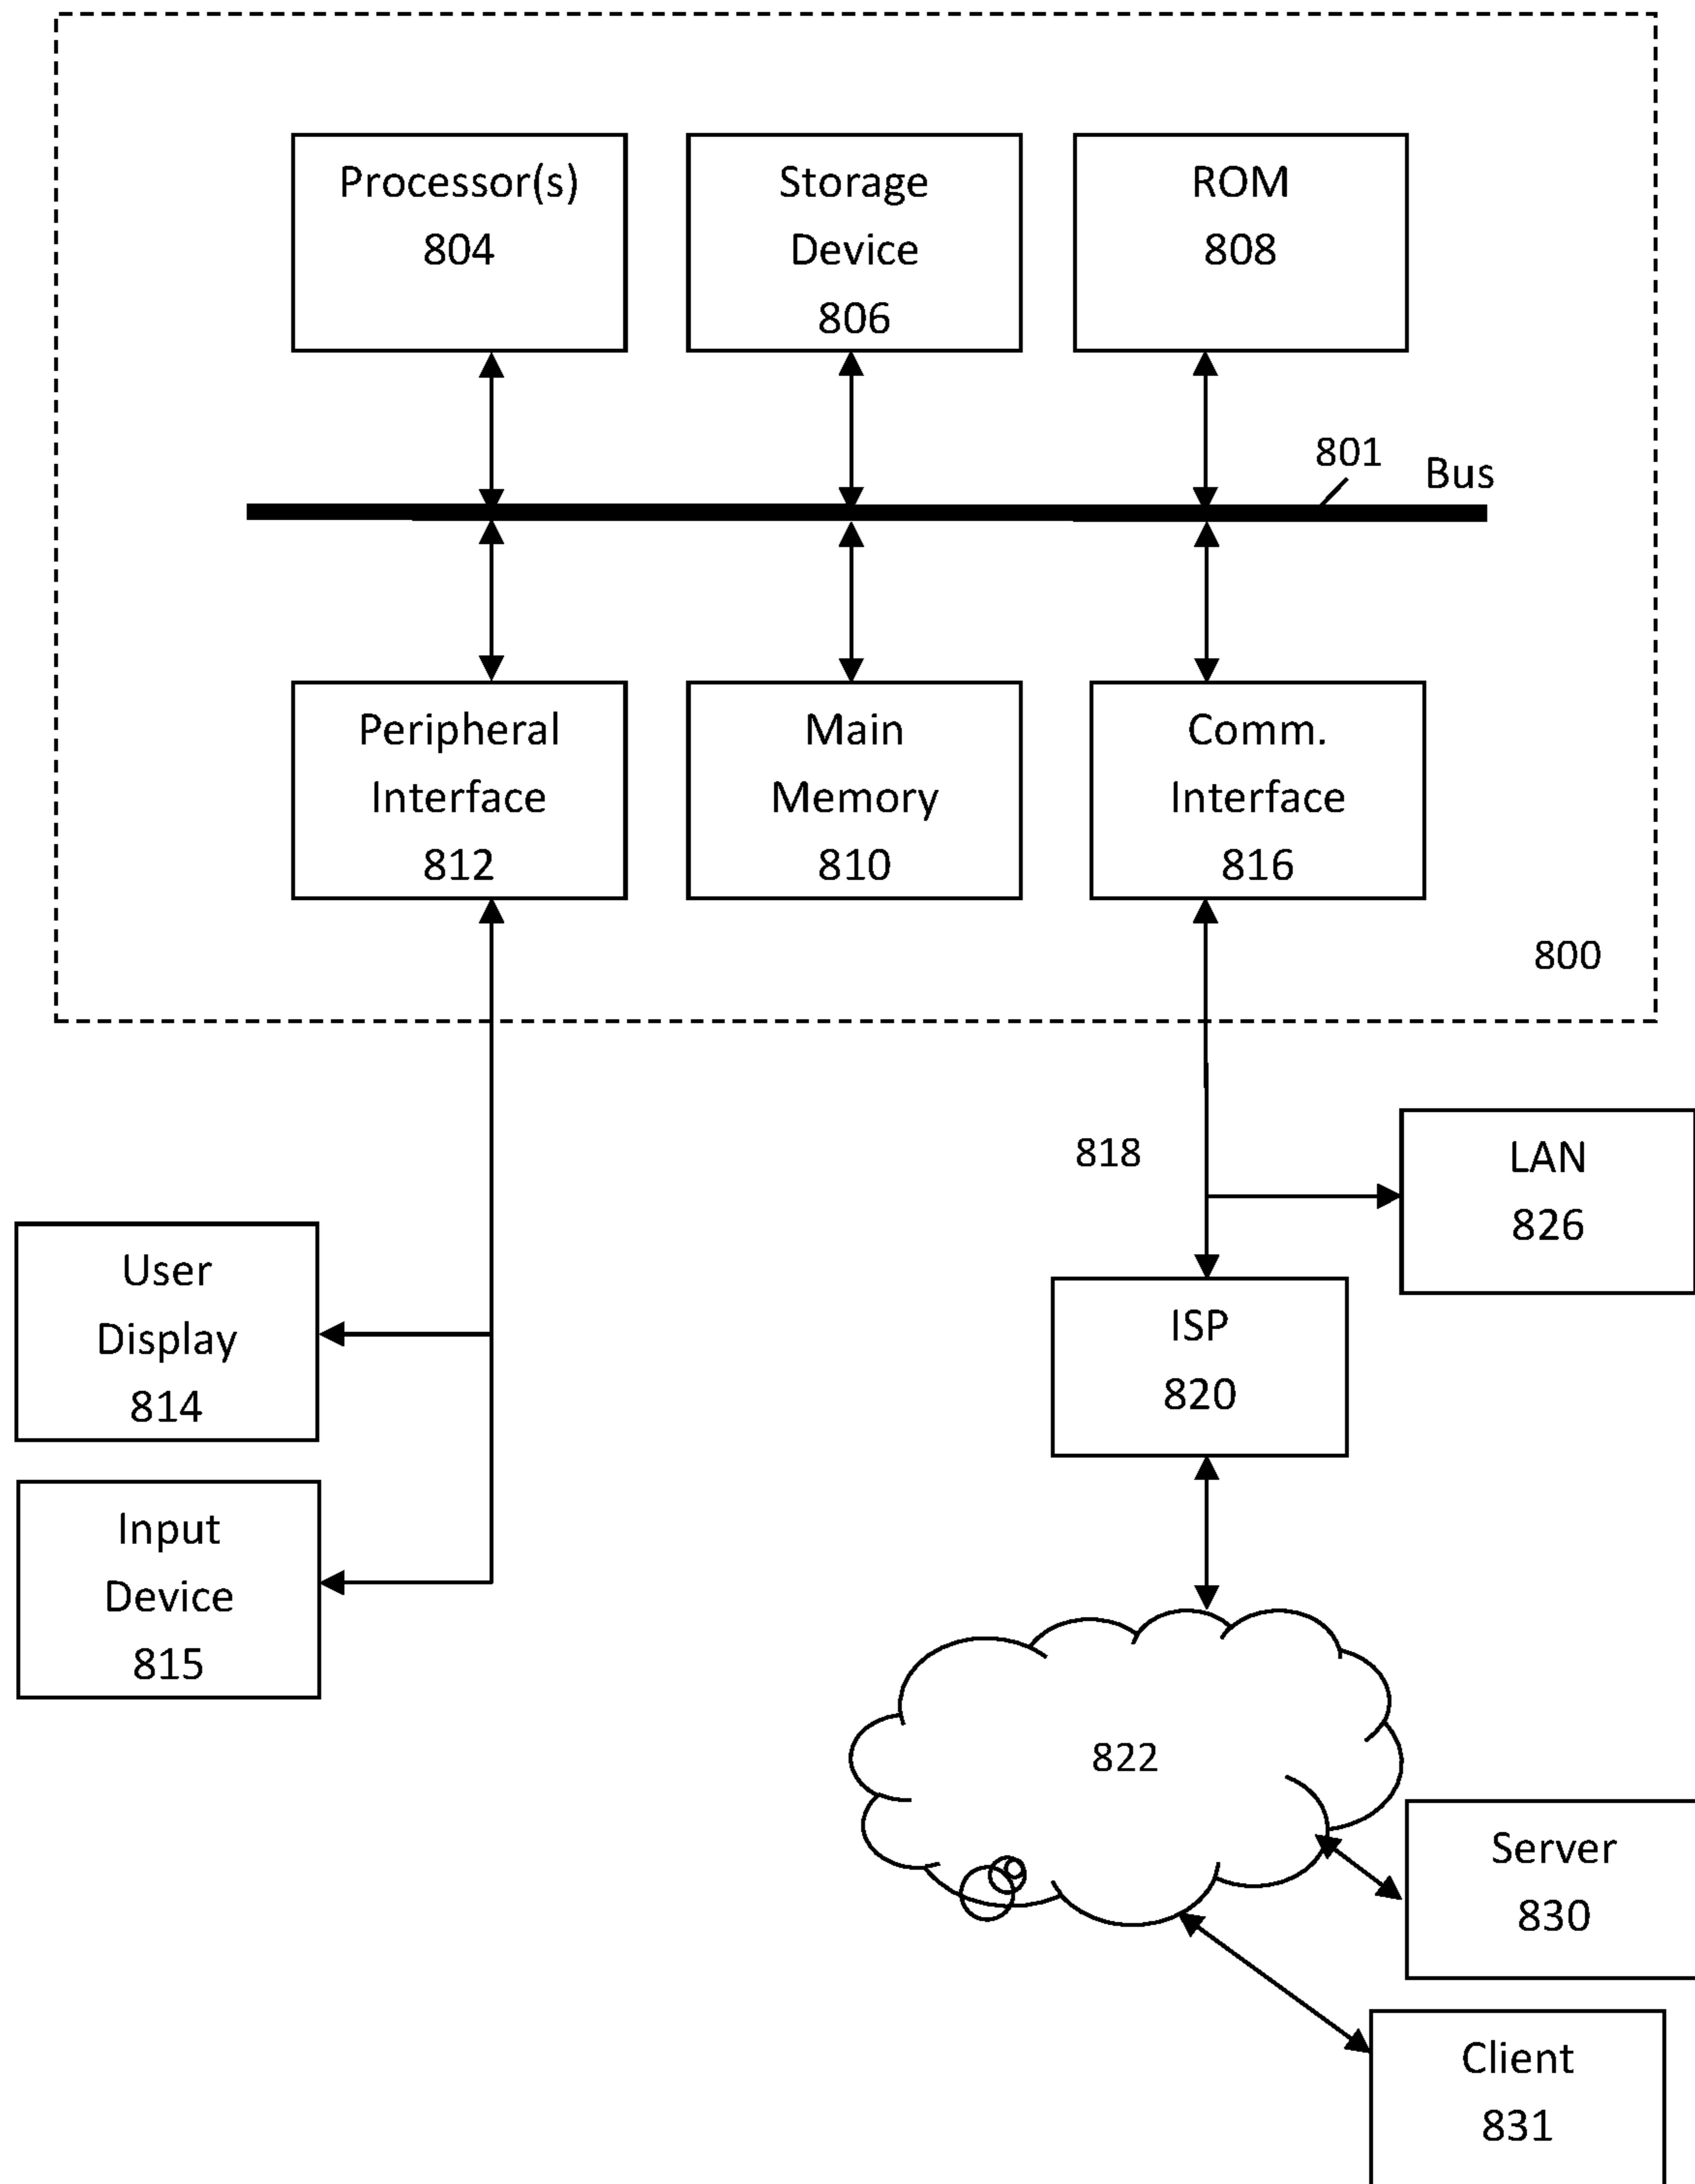 Processor(s)
804
Storage
Device
806
ROM
808
801
Bus
Peripheral
Interface
812
Main
Memory
810
Comm.
Interface
816
800
818
LAN
826
User
Display
814
ISP
820
Input
Device
815
822
Server
830
Client
831